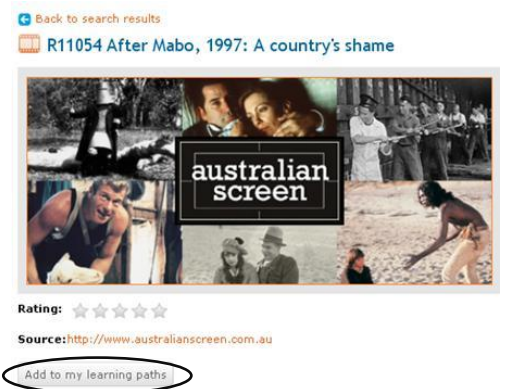 Back to search results
R11054 After Mabo, 1997: A country's shame
australian
screen
Rating:
Source:http://www.australianscreen.com.au
Add to my learning paths